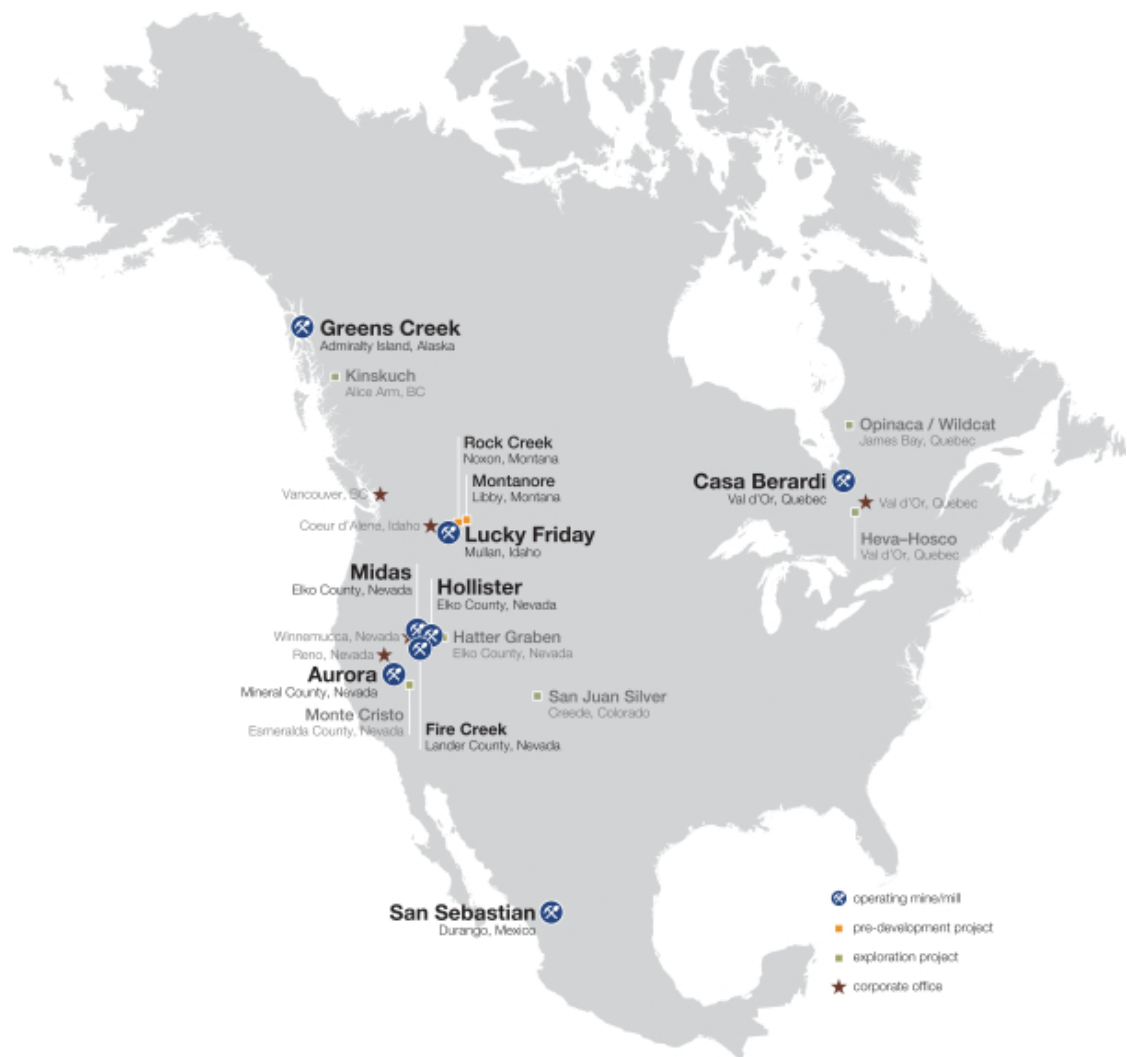 Greens Creek
Admiralty Island, Alaska
Kinskuch
Alice Arm, BC
Rock Creek
Noxon, Montana
Montanore
Libby, Montana
Vancouver, BC
Coeur d'Alene, Idaho
Lucky Friday
Mullan, Idaho
Opinaca / Wildcat
James Bay, Quebec
Casa Berardi
Val d'Or, Quebec
Val d'Or, Quebec
Heva–Hosco
Val d'Or, Quebec
Midas
Elko County, Nevada
Hollister
Elko County, Nevada
Winnemucca, Nevada
Hatter Graben
Elko County, Nevada
Reno, Nevada
Aurora
Mineral County, Nevada
Monte Cristo
Esmeralda County, Nevada
San Juan Silver
Creede, Colorado
Fire Creek
Lander County, Nevada
San Sebastian
Durango, Mexico
operating mine/mill
pre-development project
exploration project
corporate office